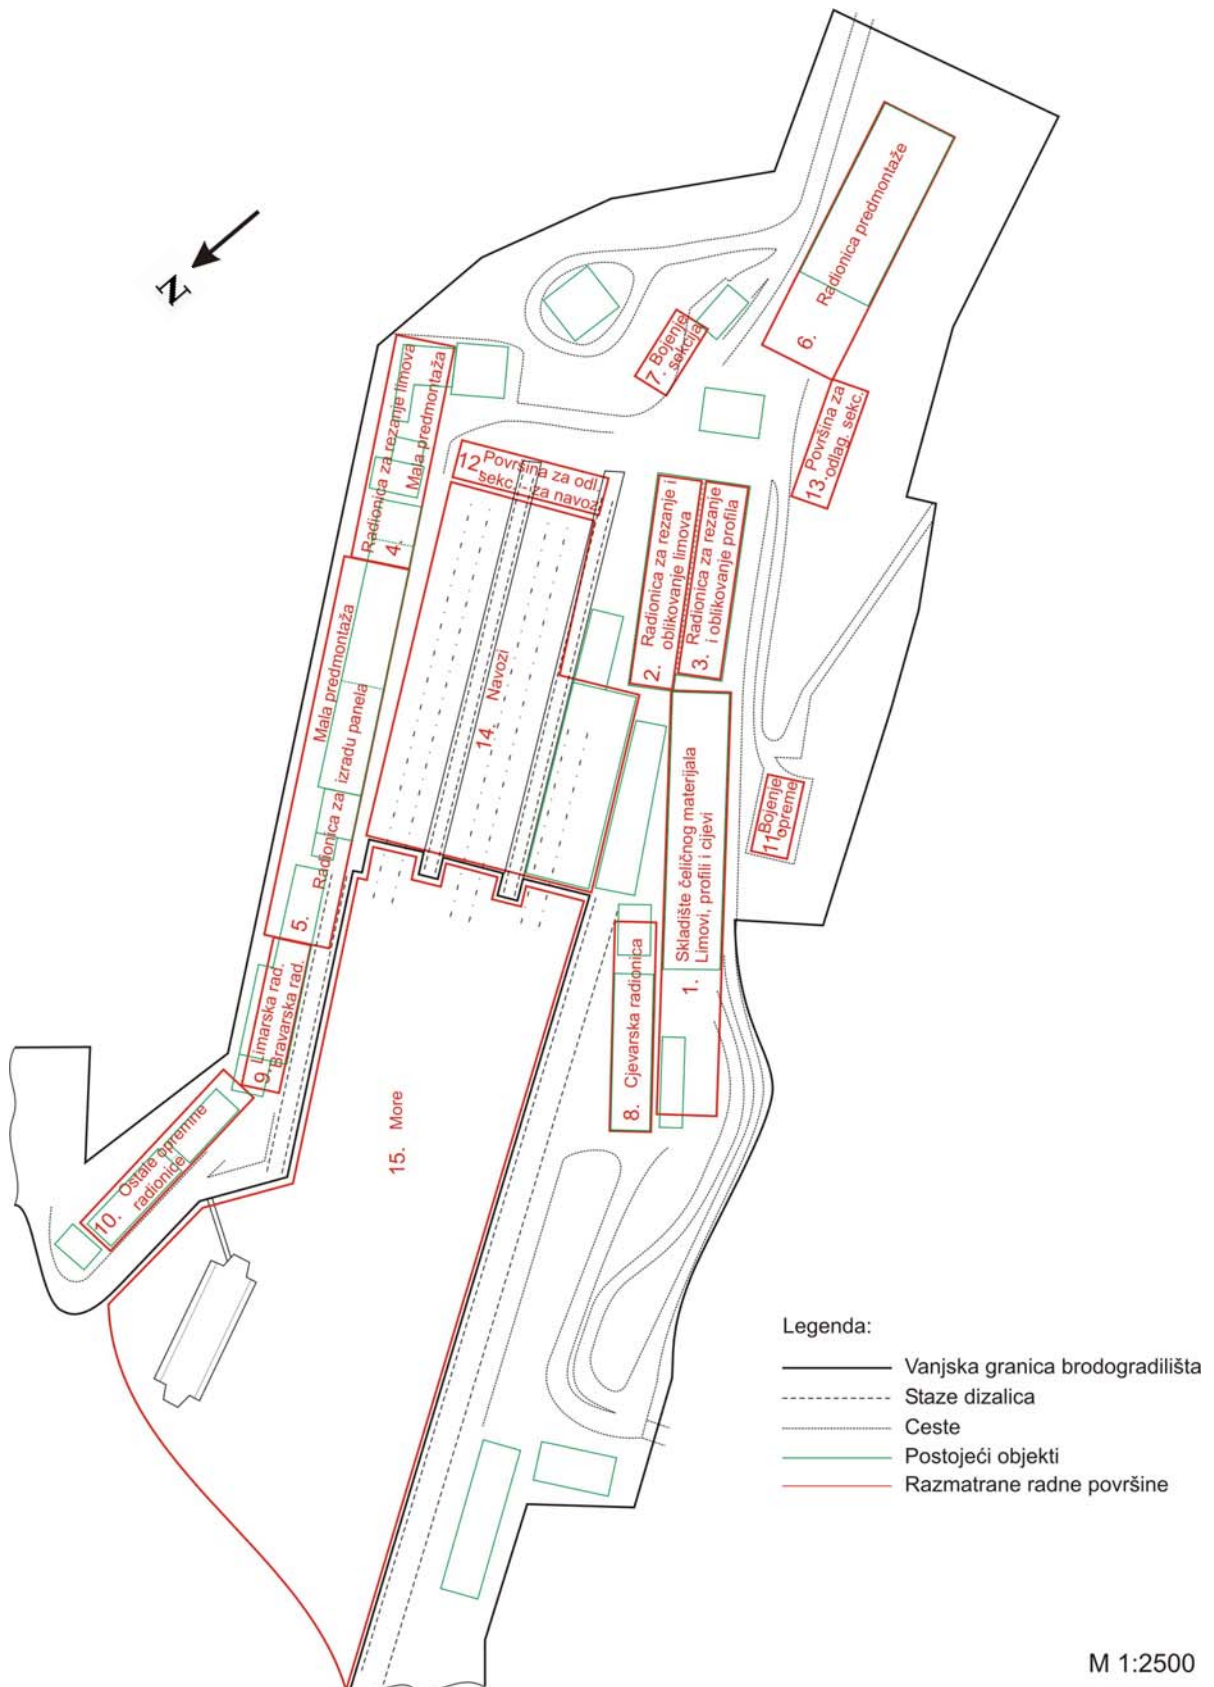 N
6. Radionica predmontaže
7. Bojenje
sekcija
13. Površina za
odlag. sekc.
4. Radionica za rezanje limova
Mala predmontaža
12 Površina za odl.
sekc. - za navoz
2. Radionica za rezanje i
oblikovanje limova
3. Radionica za rezanje
i oblikovanje profila
Mala predmontaža
5. Radionica za izradu panela
14. Navozi
1. Skladište čeličnog materijala
Limovi, profili i cijevi
11. Bojenje
opreme
8. Cjevarska radionica
9. Limarska rad.
Bravarska rad.
10. Ostale opremne
radionice
15. More
Legenda:
Vanjska granica brodogradilišta
Staze dizalica
Ceste
Postojeći objekti
Razmatrane radne površine
M 1:2500